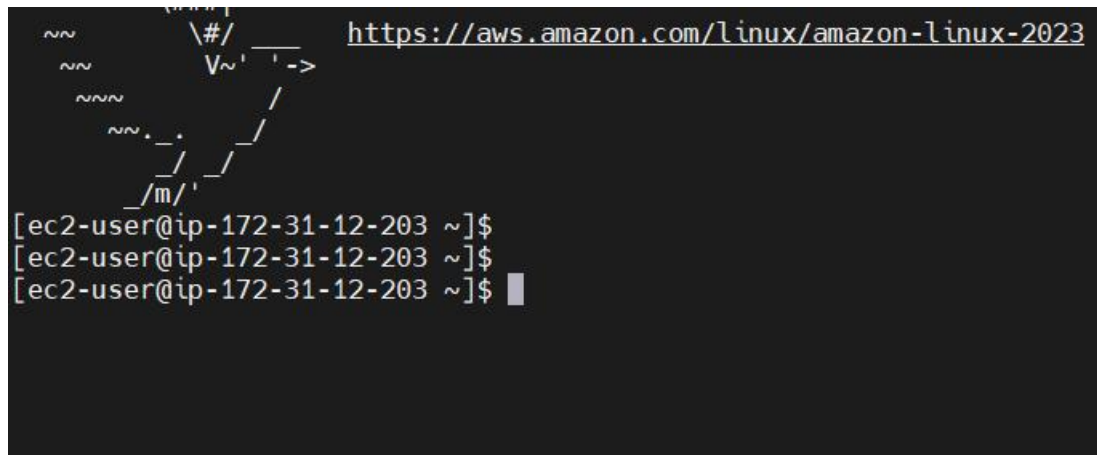 ~~ \#/ ___ https://aws.amazon.com/linux/amazon-linux-2023
~~ V~' '->
~~~ /
~~._. _/
_/ _/
_/m/'
[ec2-user@ip-172-31-12-203 ~]$
[ec2-user@ip-172-31-12-203 ~]$
[ec2-user@ip-172-31-12-203 ~]$